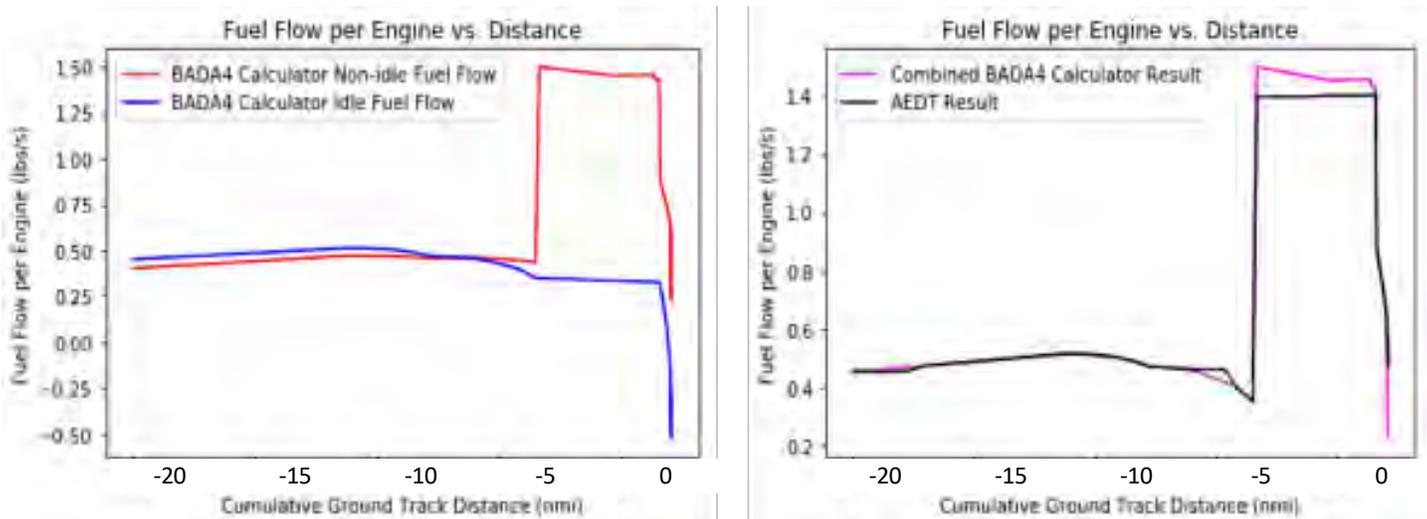 Fuel Flow per Engine vs. Distance
BADA4 Calculator Non-idle Fuel Flow
BADA4 Calculator Idle Fuel Flow
Fuel Flow per Engine (lbs/s)
1.50
1.25
1.00
0.75
0.50
0.25
0.00
−0.25
−0.50
-20 -15 -10 -5 0
Cumulative Ground Track Distance (nmi)
Fuel Flow per Engine vs. Distance
Combined BADA4 Calculator Result
AEDT Result
Fuel Flow per Engine (lbs/s)
1.4
1.2
1.0
0.8
0.6
0.4
0.2
-20 -15 -10 -5 0
Cumulative Ground Track Distance (nmi)